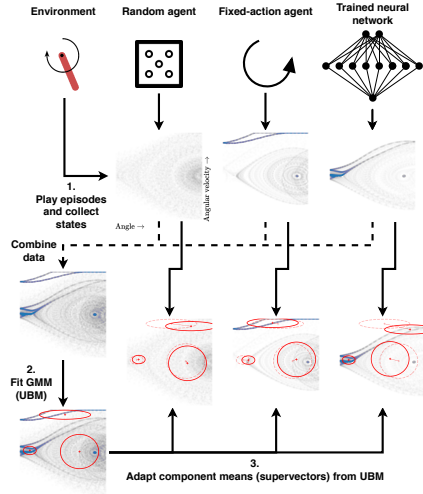 Environment
Random agent
Fixed-action agent
Trained neural
network
1.
Play episodes
and collect
states
Angular velocity →
Angle →
Combine
data
2.
Fit GMM
(UBM)
3.
Adapt component means (supervectors) from UBM